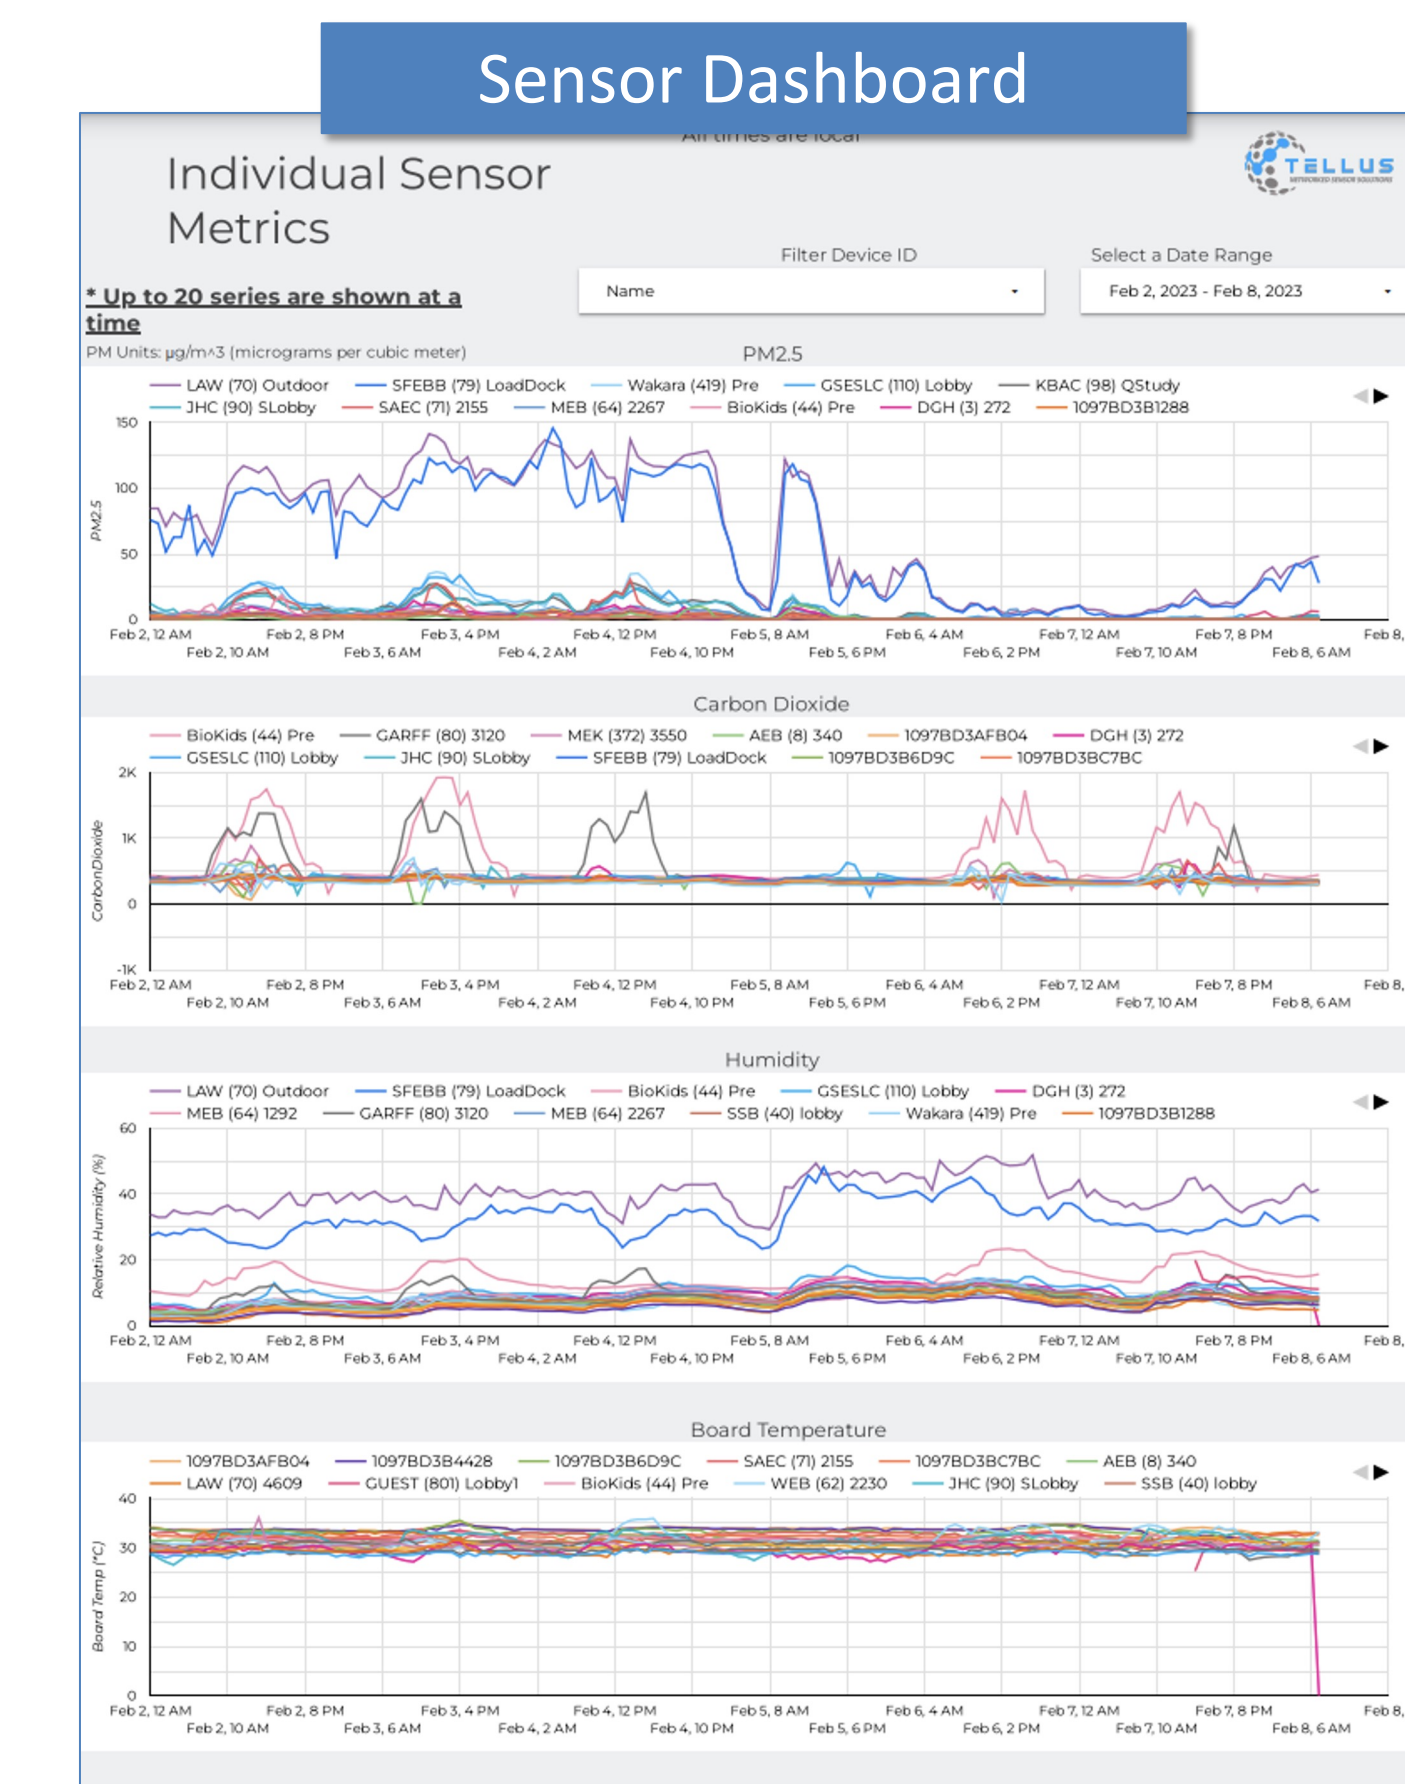 Sensor Dashboard
All times are local
Individual Sensor
Metrics
TELLUS
NETWORKED SENSOR SOLUTIONS
Filter Device ID
Select a Date Range
Name
Feb 2, 2023 - Feb 8, 2023
* Up to 20 series are shown at a
time
PM Units: µg/m^3 (micrograms per cubic meter)
PM2.5
LAW (70) Outdoor SFEBB (79) LoadDock Wakara (419) Pre GSESLC (110) Lobby KBAC (98) QStudy
JHC (90) SLobby SAEC (71) 2155 MEB (64) 2267 BioKids (44) Pre DGH (3) 272 1097BD3B1288
150
100
50
0
PM2.5
Feb 2, 12 AM Feb 2, 8 PM Feb 3, 4 PM Feb 4, 12 PM Feb 5, 8 AM Feb 6, 4 AM Feb 7, 12 AM Feb 7, 8 PM Feb 8,
Feb 2, 10 AM Feb 3, 6 AM Feb 4, 2 AM Feb 4, 10 PM Feb 5, 6 PM Feb 6, 2 PM Feb 7, 10 AM Feb 8, 6 AM
Carbon Dioxide
BioKids (44) Pre GARFF (80) 3120 MEK (372) 3550 AEB (8) 340 1097BD3AFB04 DGH (3) 272
GSESLC (110) Lobby JHC (90) SLobby SFEBB (79) LoadDock 1097BD3B6D9C 1097BD3BC7BC
2K
1K
0
-1K
CarbonDioxide
Feb 2, 12 AM Feb 2, 8 PM Feb 3, 4 PM Feb 4, 12 PM Feb 5, 8 AM Feb 6, 4 AM Feb 7, 12 AM Feb 7, 8 PM Feb 8,
Feb 2, 10 AM Feb 3, 6 AM Feb 4, 2 AM Feb 4, 10 PM Feb 5, 6 PM Feb 6, 2 PM Feb 7, 10 AM Feb 8, 6 AM
Humidity
LAW (70) Outdoor SFEBB (79) LoadDock BioKids (44) Pre GSESLC (110) Lobby DGH (3) 272
MEB (64) 1292 GARFF (80) 3120 MEB (64) 2267 SSB (40) lobby Wakara (419) Pre 1097BD3B1288
60
40
20
0
Relative Humidity (%)
Feb 2, 12 AM Feb 2, 8 PM Feb 3, 4 PM Feb 4, 12 PM Feb 5, 8 AM Feb 6, 4 AM Feb 7, 12 AM Feb 7, 8 PM Feb 8,
Feb 2, 10 AM Feb 3, 6 AM Feb 4, 2 AM Feb 4, 10 PM Feb 5, 6 PM Feb 6, 2 PM Feb 7, 10 AM Feb 8, 6 AM
Board Temperature
1097BD3AFB04 1097BD3B4428 1097BD3B6D9C SAEC (71) 2155 1097BD3BC7BC AEB (8) 340
LAW (70) 4609 GUEST (801) Lobby1 BioKids (44) Pre WEB (62) 2230 JHC (90) SLobby SSB (40) lobby
40
30
20
10
0
Board Temp (°C)
Feb 2, 12 AM Feb 2, 8 PM Feb 3, 4 PM Feb 4, 12 PM Feb 5, 8 AM Feb 6, 4 AM Feb 7, 12 AM Feb 7, 8 PM Feb 8,
Feb 2, 10 AM Feb 3, 6 AM Feb 4, 2 AM Feb 4, 10 PM Feb 5, 6 PM Feb 6, 2 PM Feb 7, 10 AM Feb 8, 6 AM